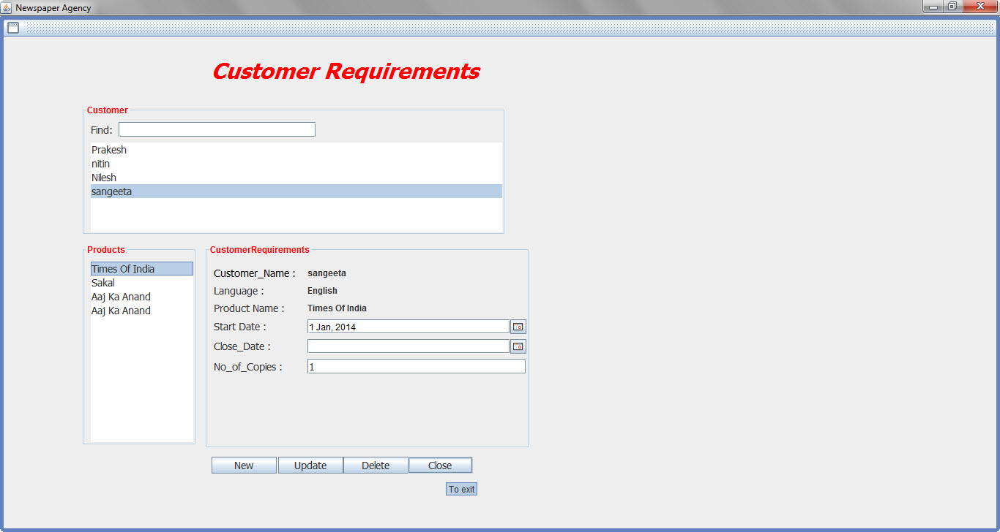 Newspaper Agency
Customer Requirements
Customer
Find:
Prakesh
nitin
Nilesh
sangeeta
Products
Times Of India
Sakal
Aaj Ka Anand
Aaj Ka Anand
CustomerRequirements
Customer_Name : sangeeta
Language : English
Product Name : Times Of India
Start Date : 1 Jan, 2014
Close_Date :
No_of_Copies : 1
New Update Delete Close
To exit